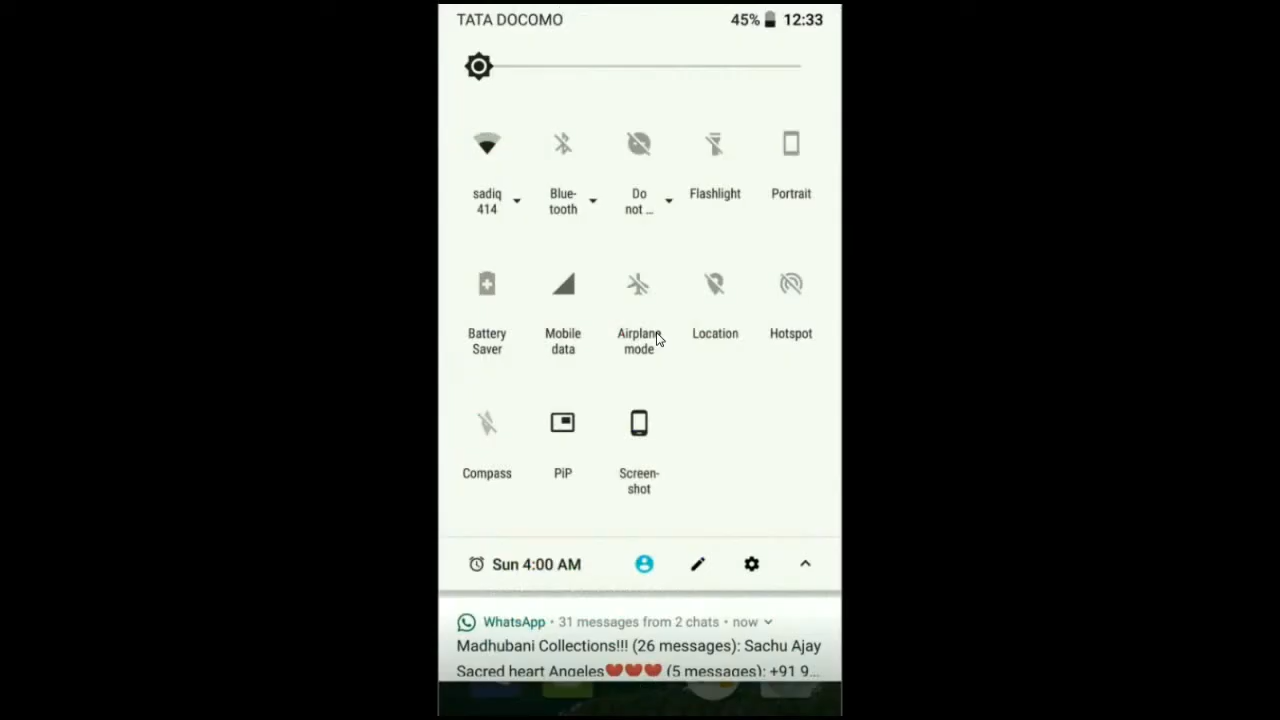 TATA DOCOMO 45% 12:33
sadiq 414 Blue-tooth Do not ... Flashlight Portrait
Battery Saver Mobile data Airplane mode Location Hotspot
Compass PiP Screen-shot
Sun 4:00 AM
WhatsApp • 31 messages from 2 chats • now
Madhubani Collections!!! (26 messages): Sachu Ajay
Sacred heart Angeles❤❤❤ (5 messages): +91 9...